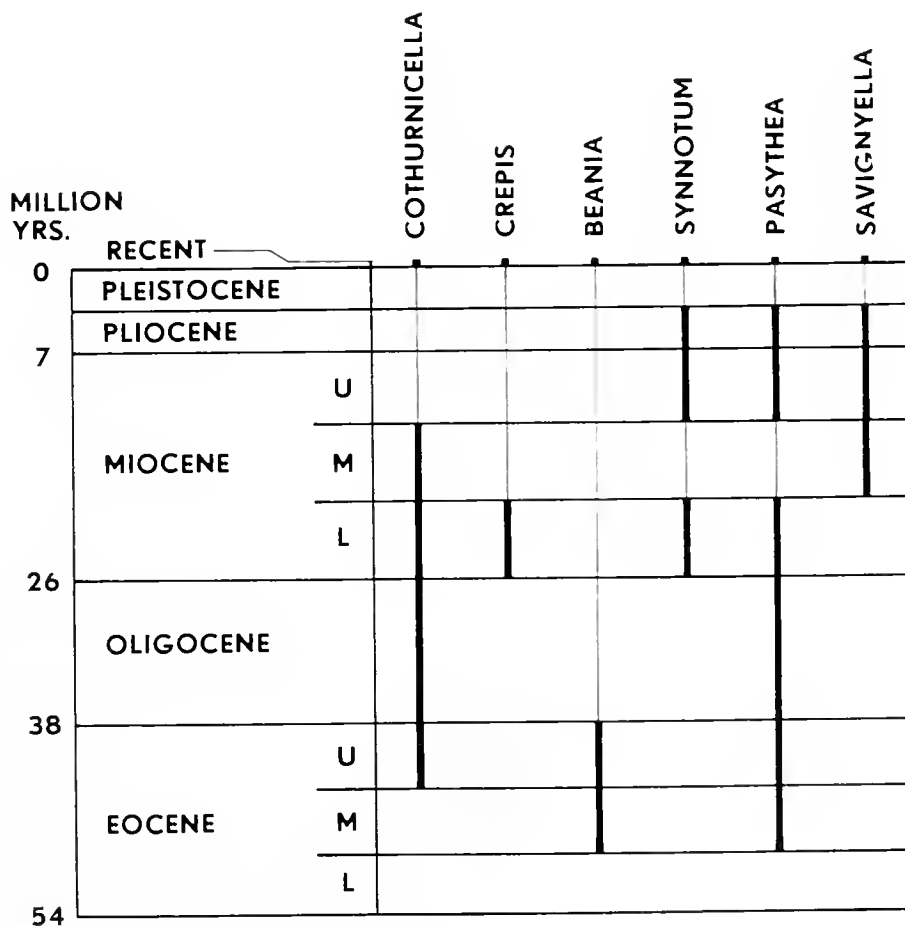 COTHURNICELLA
CREPIS
BEANIA
SYNNOTUM
PASYTHEA
SAVIGNYELLA
MILLION
YRS.
RECENT
0
PLEISTOCENE
PLIOCENE
7
U
MIOCENE
M
L
26
OLIGOCENE
38
U
EOCENE
M
L
54